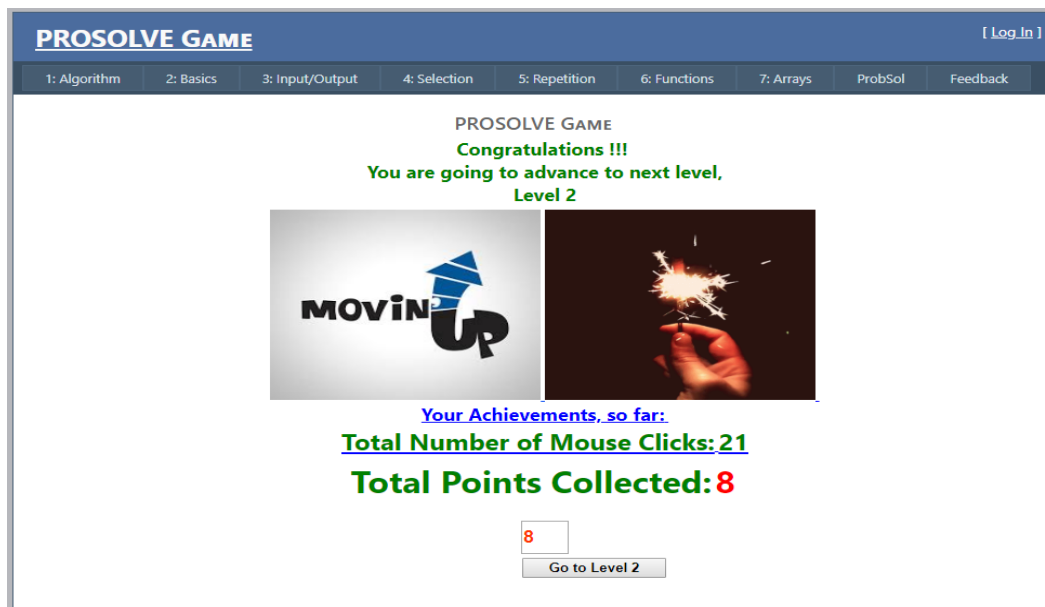 PROSOLVE GAME
[ Log In ]
1: Algorithm 2: Basics 3: Input/Output 4: Selection 5: Repetition 6: Functions 7: Arrays ProbSol Feedback
PROSOLVE GAME
Congratulations !!!
You are going to advance to next level,
Level 2
MOViN' UP
Your Achievements, so far:
Total Number of Mouse Clicks: 21
Total Points Collected: 8
8
Go to Level 2